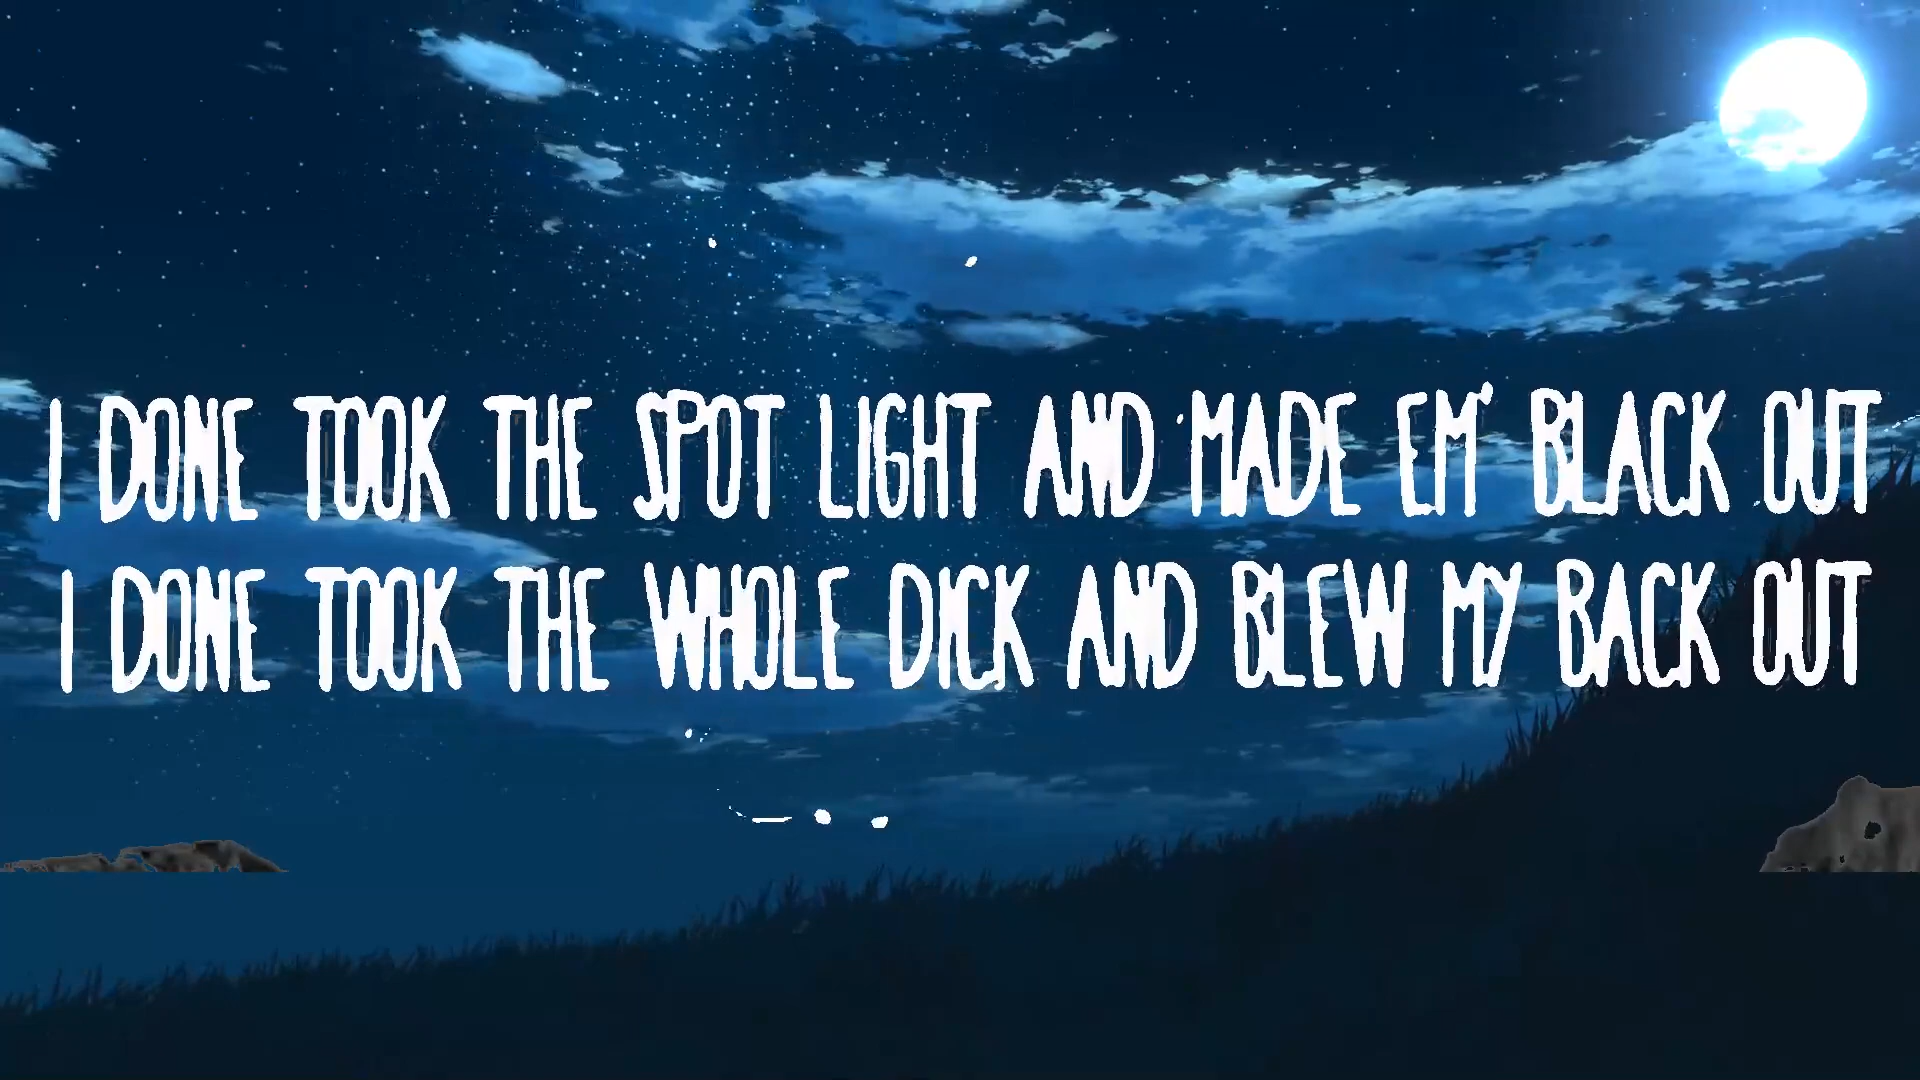 I DONE TOOK THE SPOT LIGHT AND MADE EM' BLACK OUT
I DONE TOOK THE WHOLE DICK AND BLEW MY BACK OUT